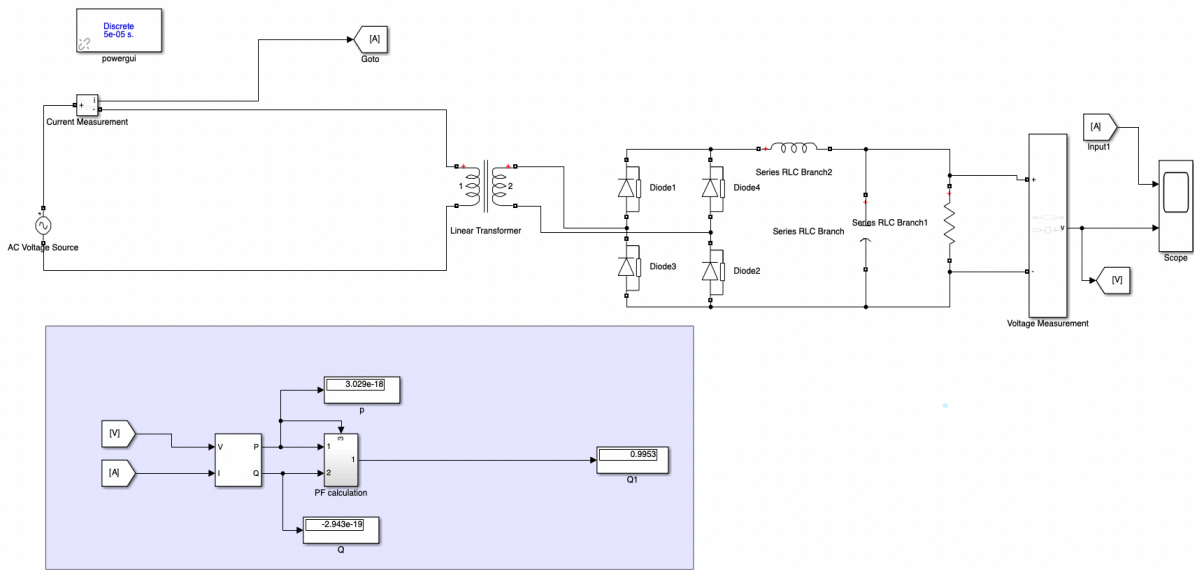 Discrete
5e-05 s.
powergui
[A]
Goto
+
i
-
Current Measurement
AC Voltage Source
1
2
Linear Transformer
Diode1
Diode4
Diode3
Diode2
Series RLC Branch2
Series RLC Branch
Series RLC Branch1
+
-
v
Voltage Measurement
[A]
Input1
Scope
[V]
3.029e-18
p
[V]
[A]
V
I
P
Q
3
1
2
1
PF calculation
0.9953
Q1
-2.943e-19
Q